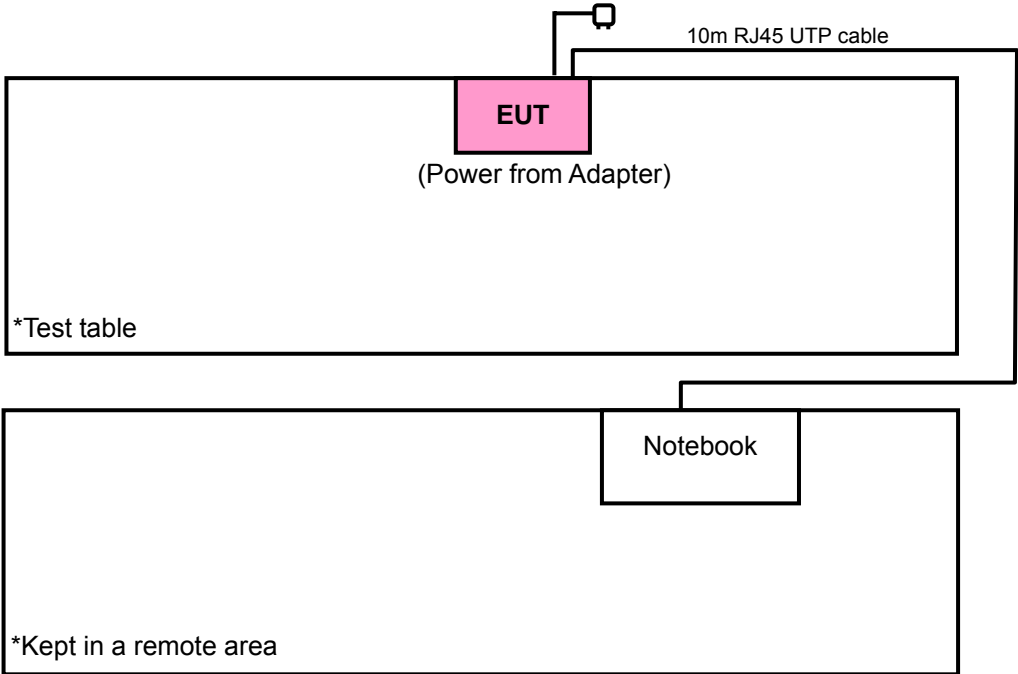 10m RJ45 UTP cable
EUT
(Power from Adapter)
*Test table
Notebook
*Kept in a remote area